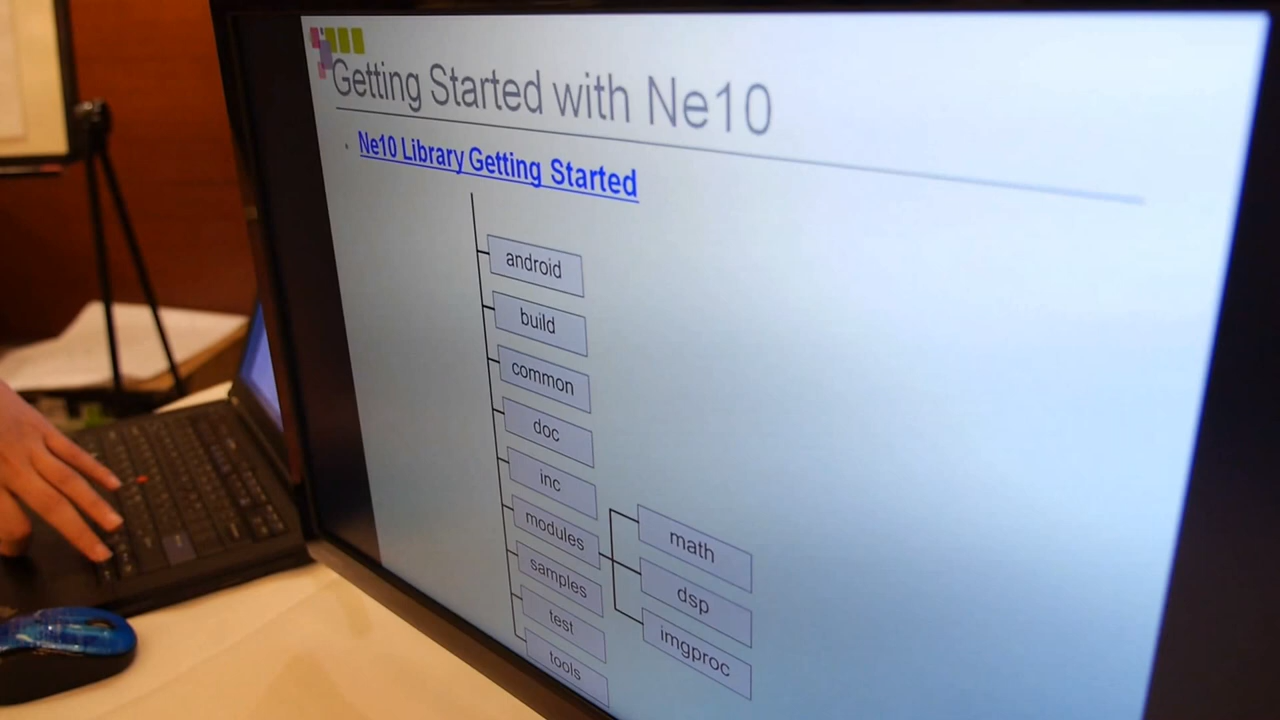 Getting Started with Ne10
Ne10 Library Getting Started
android
build
common
doc
inc
modules
samples
test
tools
math
dsp
imgproc